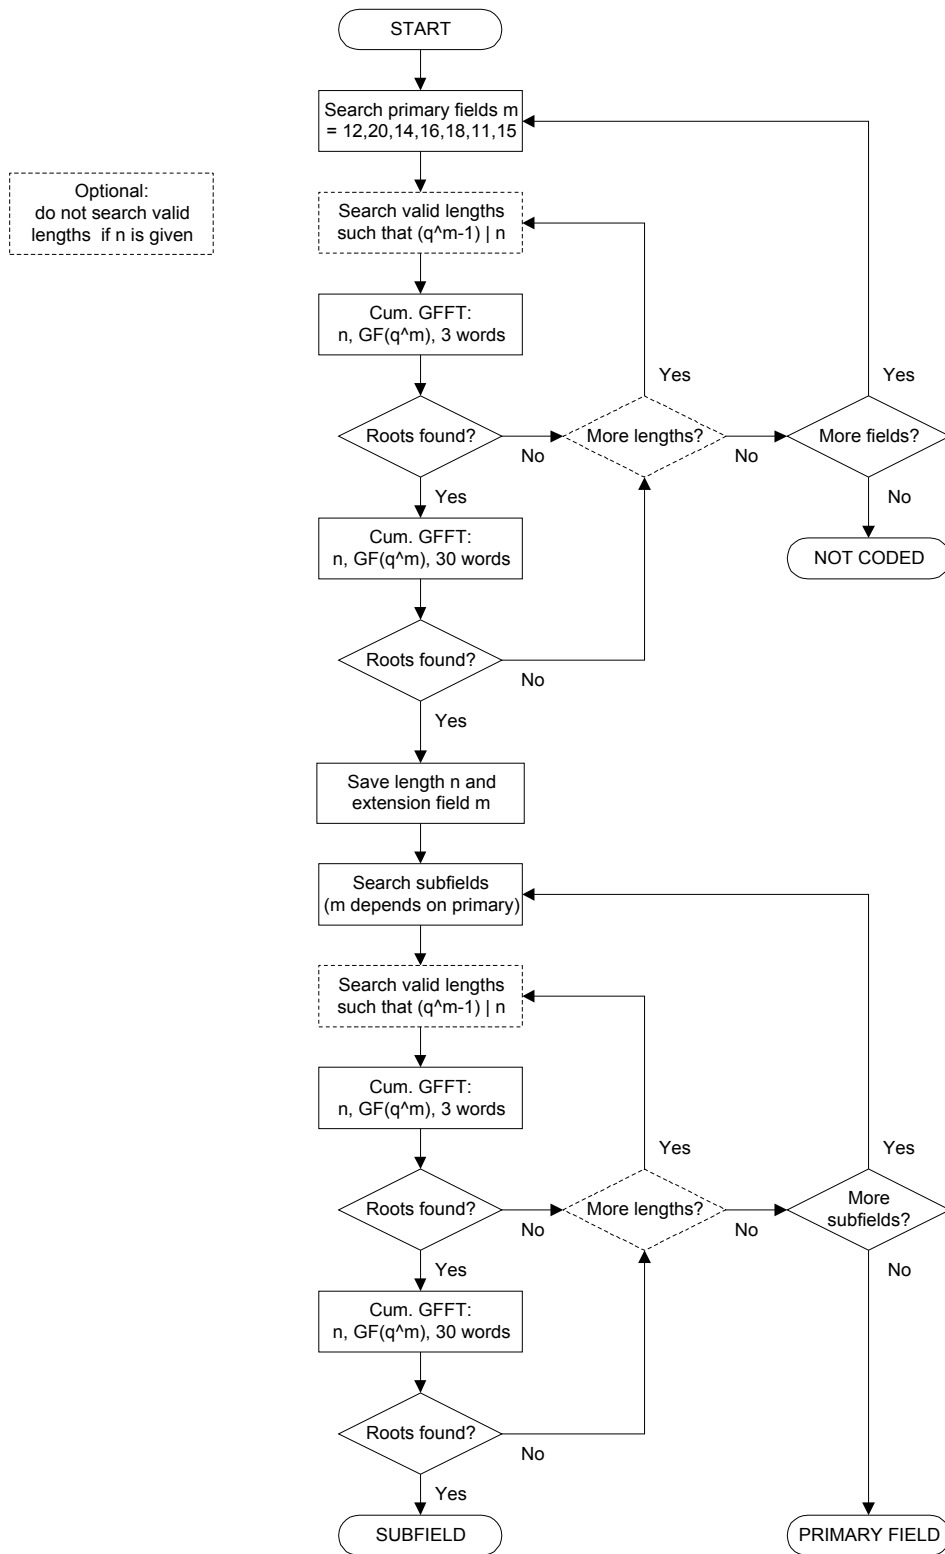 START
Search primary fields m
= 12,20,14,16,18,11,15
Optional:
do not search valid
lengths if n is given
Search valid lengths
such that (q^m-1) | n
Cum. GFFT:
n, GF(q^m), 3 words
Yes
Yes
Roots found?
More lengths?
More fields?
No
No
Yes
No
Cum. GFFT:
n, GF(q^m), 30 words
NOT CODED
Roots found?
No
Yes
Save length n and
extension field m
Search subfields
(m depends on primary)
Search valid lengths
such that (q^m-1) | n
Cum. GFFT:
n, GF(q^m), 3 words
Yes
Yes
Roots found?
More lengths?
More
subfields?
No
No
Yes
No
Cum. GFFT:
n, GF(q^m), 30 words
Roots found?
No
Yes
SUBFIELD
PRIMARY FIELD